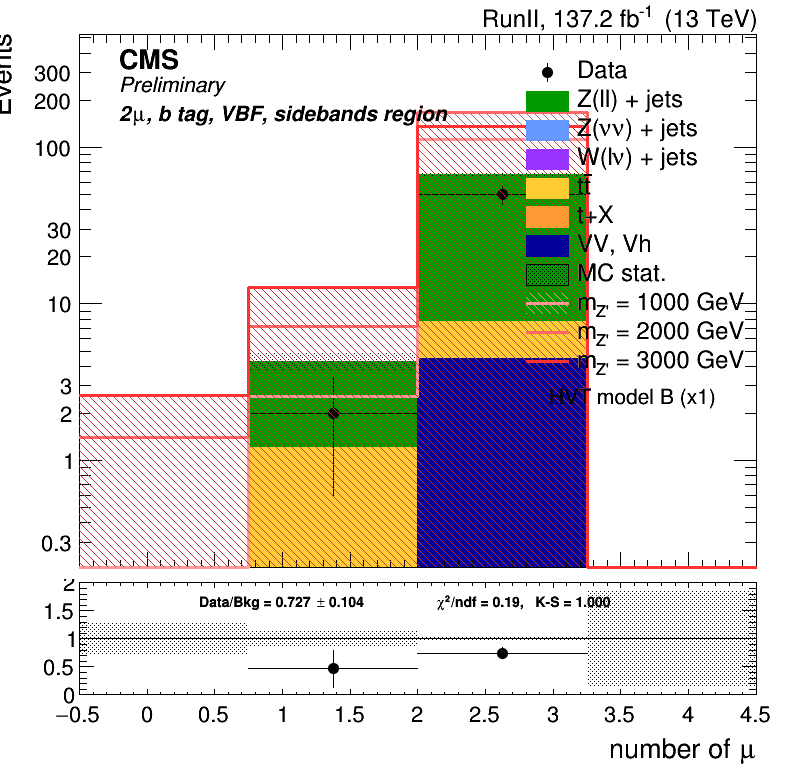 RunII, 137.2 fb⁻¹ (13 TeV)
Events
CMS
Preliminary
2μ, b tag, VBF, sidebands region
Data
Z(ll) + jets
Z(νν) + jets
W(lν) + jets
tt̅
t+X
VV, Vh
MC stat.
m_Z' = 1000 GeV
m_Z' = 2000 GeV
m_Z' = 3000 GeV
HVT model B (x1)
300
200
100
30
20
10
3
2
1
0.3
Data/Bkg = 0.727 ± 0.104 χ²/ndf = 0.19, K-S = 1.000
2
1.5
1
0.5
0
−0.5 0 0.5 1 1.5 2 2.5 3 3.5 4 4.5
number of μ